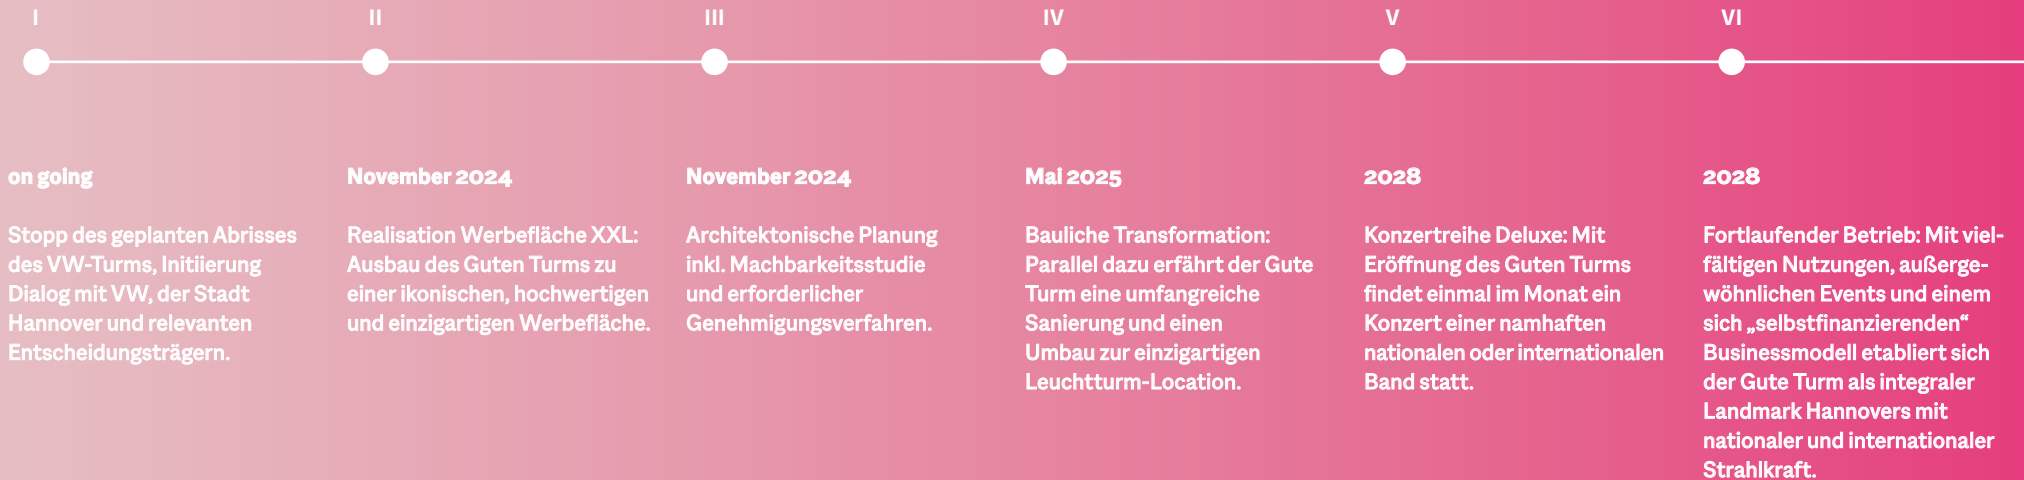 I
II
III
IV
V
VI
on going
Stopp des geplanten Abrisses
des VW-Turms, Initiierung
Dialog mit VW, der Stadt
Hannover und relevanten
Entscheidungsträgern.
November 2024
Realisation Werbefläche XXL:
Ausbau des Guten Turms zu
einer ikonischen, hochwertigen
und einzigartigen Werbefläche.
November 2024
Architektonische Planung
inkl. Machbarkeitsstudie
und erforderlicher
Genehmigungsverfahren.
Mai 2025
Bauliche Transformation:
Parallel dazu erfährt der Gute
Turm eine umfangreiche
Sanierung und einen
Umbau zur einzigartigen
Leuchtturm-Location.
2028
Konzertreihe Deluxe: Mit
Eröffnung des Guten Turms
findet einmal im Monat ein
Konzert einer namhaften
nationalen oder internationalen
Band statt.
2028
Fortlaufender Betrieb: Mit viel-
fältigen Nutzungen, außerge-
wöhnlichen Events und einem
sich „selbstfinanzierenden“
Businessmodell etabliert sich
der Gute Turm als integraler
Landmark Hannovers mit
nationaler und internationaler
Strahlkraft.